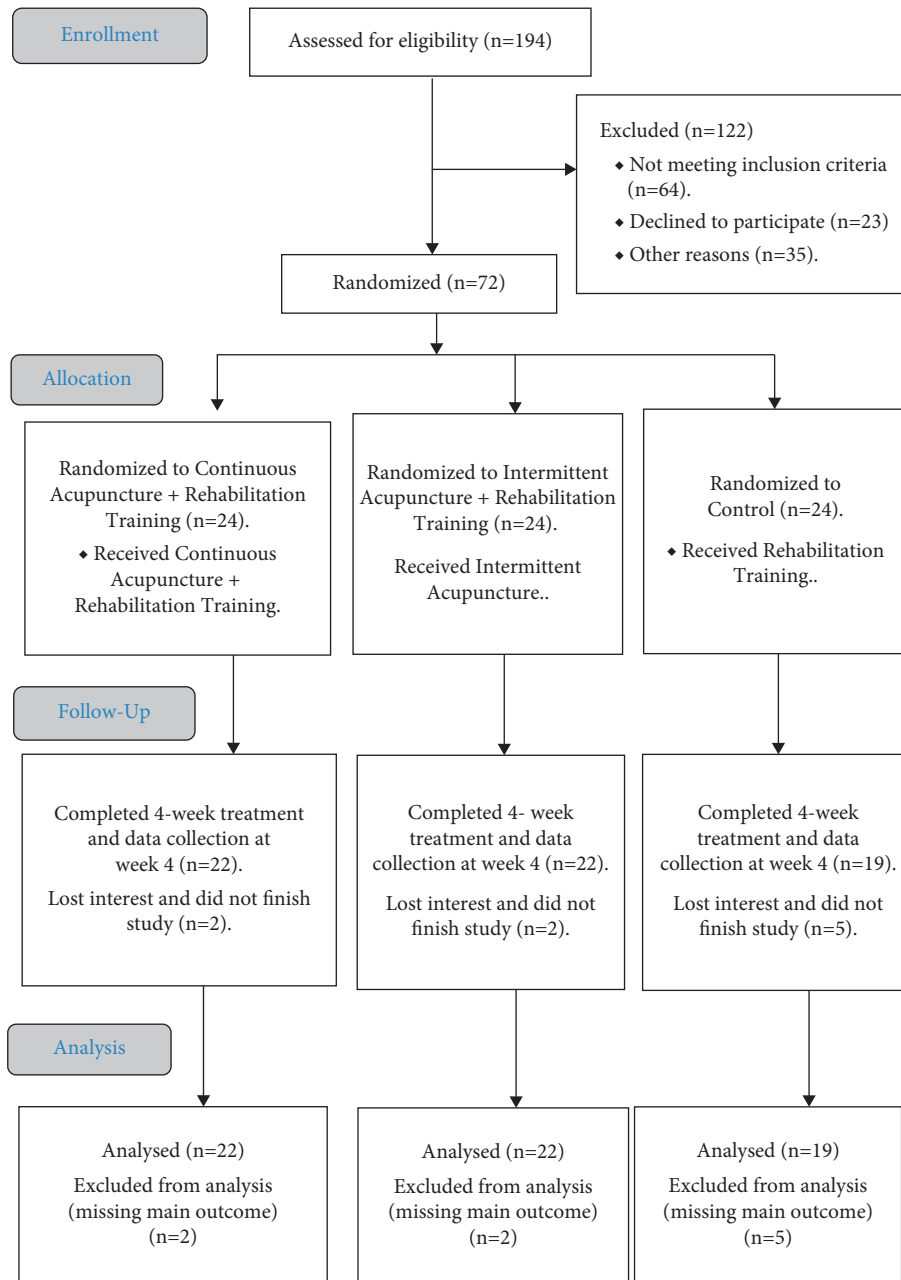 Enrollment
Assessed for eligibility (n=194)
Excluded (n=122)
◆ Not meeting inclusion criteria
(n=64).
◆ Declined to participate (n=23)
◆ Other reasons (n=35).
Randomized (n=72)
Allocation
Randomized to Continuous
Acupuncture + Rehabilitation
Training (n=24).
◆ Received Continuous
Acupuncture +
Rehabilitation Training.
Randomized to Intermittent
Acupuncture + Rehabilitation
Training (n=24).
Received Intermittent
Acupuncture..
Randomized to
Control (n=24).
◆ Received Rehabilitation
Training..
Follow-Up
Completed 4-week treatment
and data collection at
week 4 (n=22).
Lost interest and did not finish
study (n=2).
Completed 4- week
treatment and data
collection at week 4 (n=22).
Lost interest and did not
finish study (n=2).
Completed 4-week
treatment and data
collection at week 4 (n=19).
Lost interest and did not
finish study (n=5).
Analysis
Analysed (n=22)
Excluded from analysis
(missing main outcome)
(n=2)
Analysed (n=22)
Excluded from analysis
(missing main outcome)
(n=2)
Analysed (n=19)
Excluded from analysis
(missing main outcome)
(n=5)